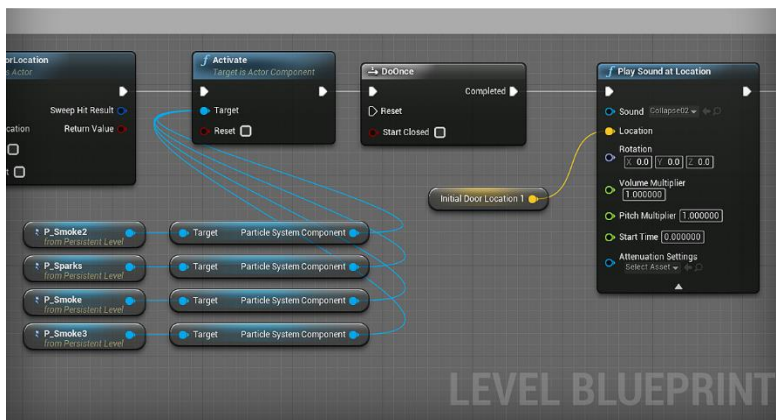 orLocation
s Actor
Sweep Hit Result
cation
Return Value
t
f Activate
Target is Actor Component
Target
Reset
DoOnce
Completed
Reset
Start Closed
f Play Sound at Location
Sound Collapse02
Location
Rotation
X 0.0 Y 0.0 Z 0.0
Volume Multiplier
1.000000
Pitch Multiplier 1.000000
Start Time 0.000000
Attenuation Settings
Select Asset
Initial Door Location 1
P_Smoke2
from Persistent Level
Target Particle System Component
P_Sparks
from Persistent Level
Target Particle System Component
P_Smoke
from Persistent Level
Target Particle System Component
P_Smoke3
from Persistent Level
Target Particle System Component
LEVEL BLUEPRINT